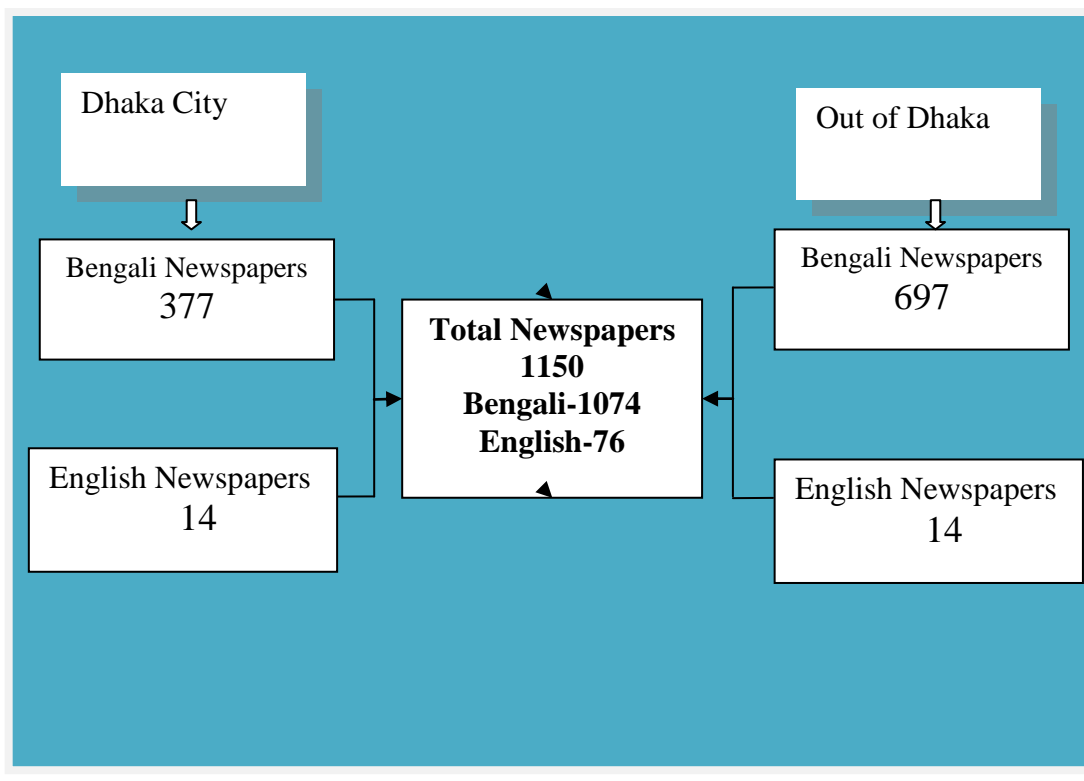 Dhaka City
Out of Dhaka
Bengali Newspapers
377
Bengali Newspapers
697
Total Newspapers
1150
Bengali-1074
English-76
English Newspapers
14
English Newspapers
14